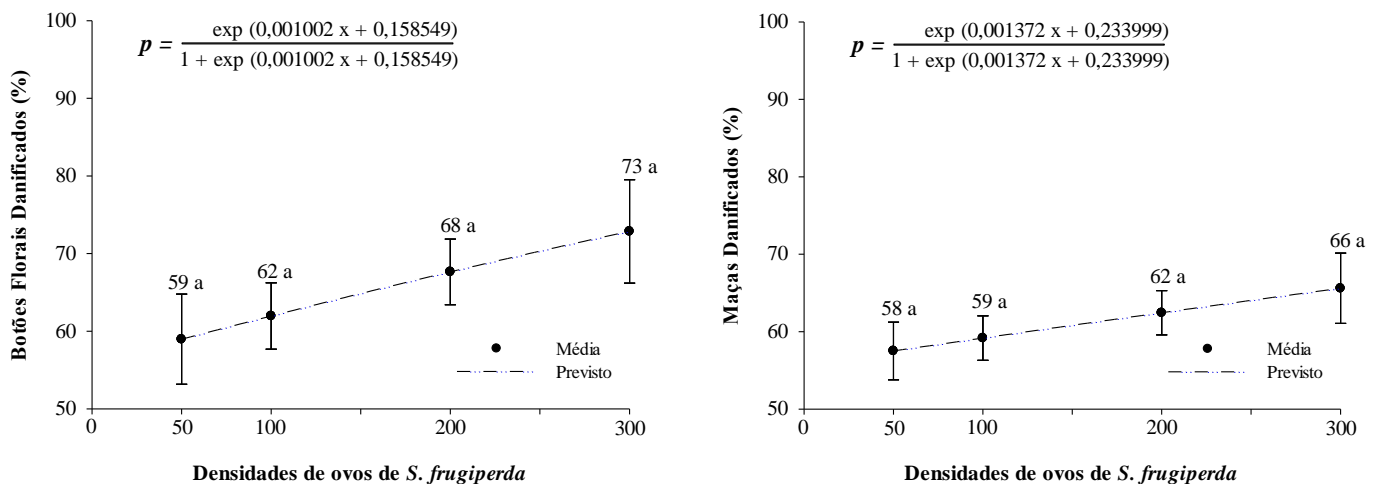 p = exp (0,001002 x + 0,158549)
1 + exp (0,001002 x + 0,158549)
Botões Florais Danificados (%)
100
90
80
70
60
50
59 a
62 a
68 a
73 a
Média
Previsto
0
50
100
200
300
Densidades de ovos de S. frugiperda
p = exp (0,001372 x + 0,233999)
1 + exp (0,001372 x + 0,233999)
Maças Danificados (%)
100
90
80
70
60
50
58 a
59 a
62 a
66 a
Média
Previsto
0
50
100
200
300
Densidades de ovos de S. frugiperda